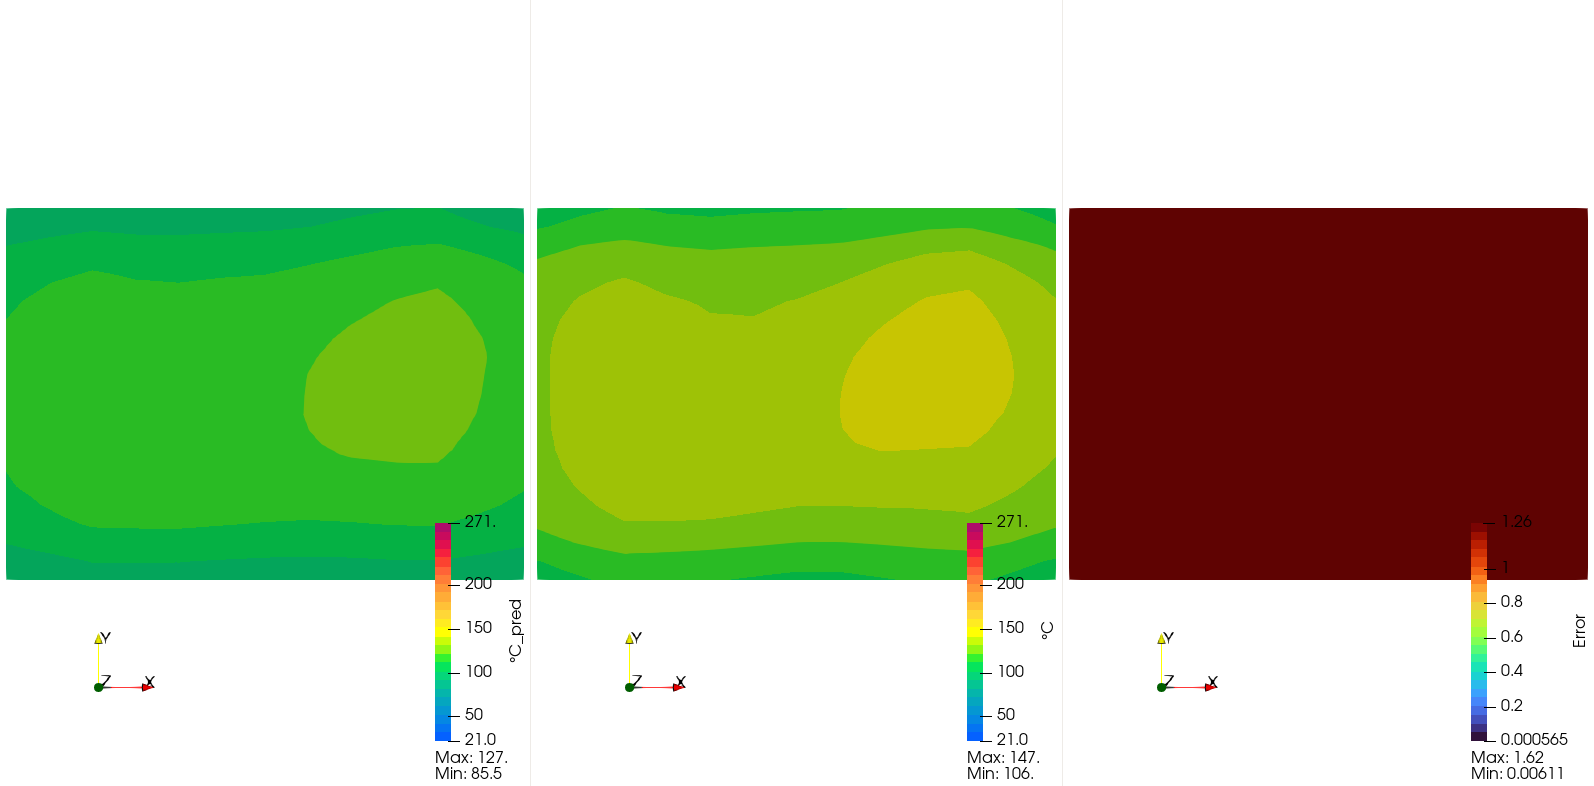 271.
200
150
100
50
21.0
°C_pred
Max: 127.
Min: 85.5
Y
Z
X
271.
200
150
100
50
21.0
°C
Max: 147.
Min: 106.
Y
Z
X
1.26
1
0.8
0.6
0.4
0.2
0.000565
Error
Max: 1.62
Min: 0.00611
Y
Z
X